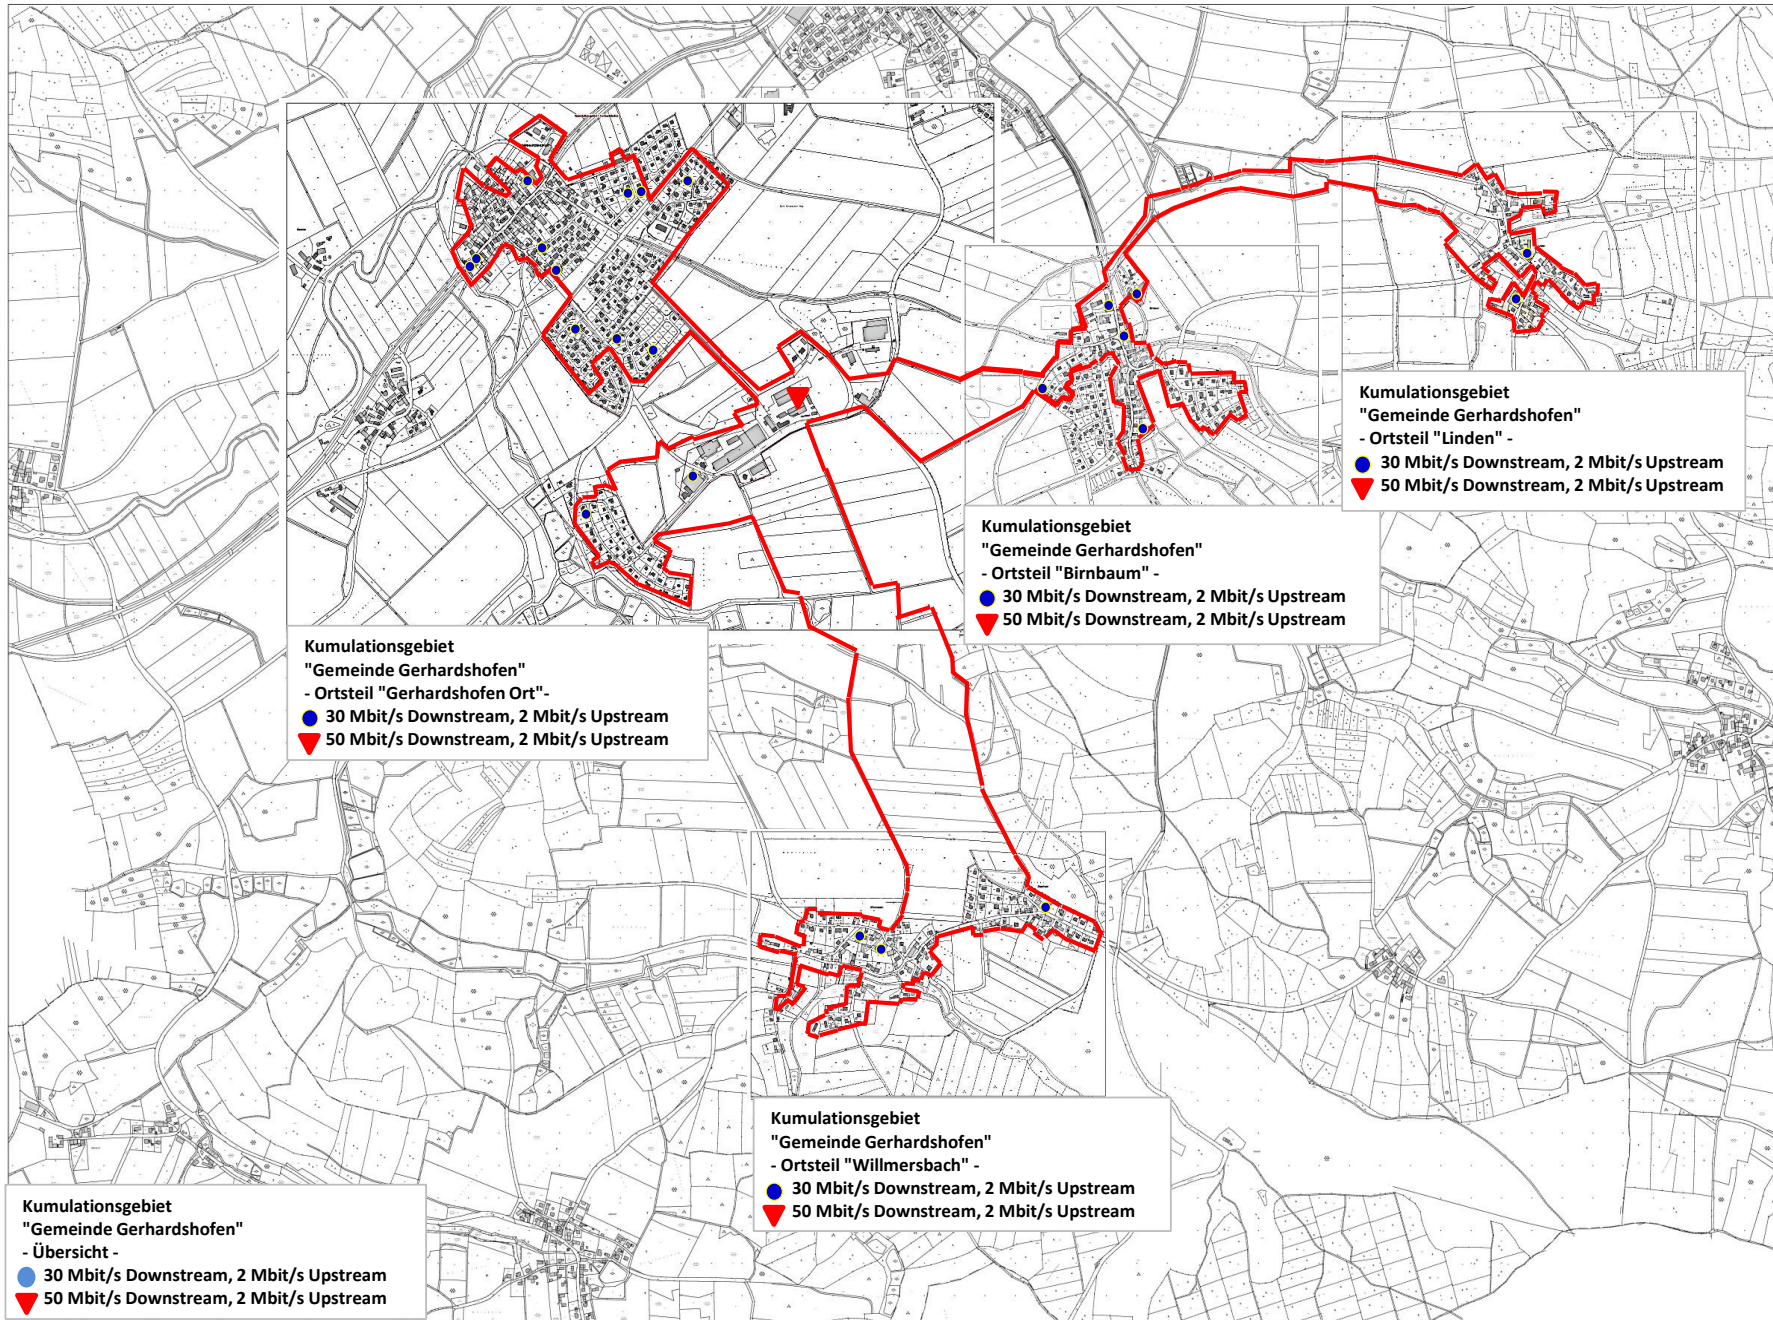 Kumulationsgebiet
"Gemeinde Gerhardshofen"
- Ortsteil "Linden" -
30 Mbit/s Downstream, 2 Mbit/s Upstream
50 Mbit/s Downstream, 2 Mbit/s Upstream
Kumulationsgebiet
"Gemeinde Gerhardshofen"
- Ortsteil "Birnbaum" -
30 Mbit/s Downstream, 2 Mbit/s Upstream
50 Mbit/s Downstream, 2 Mbit/s Upstream
Kumulationsgebiet
"Gemeinde Gerhardshofen"
- Ortsteil "Gerhardshofen Ort"-
30 Mbit/s Downstream, 2 Mbit/s Upstream
50 Mbit/s Downstream, 2 Mbit/s Upstream
Kumulationsgebiet
"Gemeinde Gerhardshofen"
- Ortsteil "Willmersbach" -
30 Mbit/s Downstream, 2 Mbit/s Upstream
50 Mbit/s Downstream, 2 Mbit/s Upstream
Kumulationsgebiet
"Gemeinde Gerhardshofen"
- Übersicht -
30 Mbit/s Downstream, 2 Mbit/s Upstream
50 Mbit/s Downstream, 2 Mbit/s Upstream